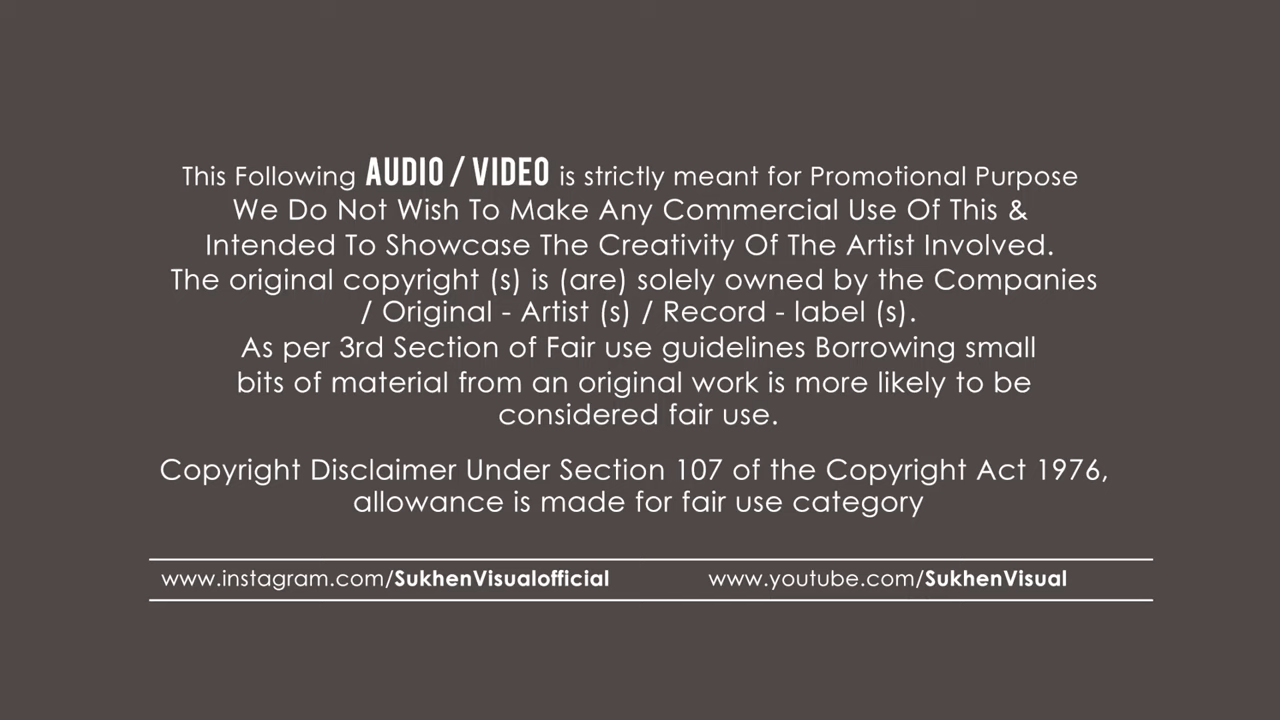 This Following AUDIO / VIDEO is strictly meant for Promotional Purpose
We Do Not Wish To Make Any Commercial Use Of This &
Intended To Showcase The Creativity Of The Artist Involved.
The original copyright (s) is (are) solely owned by the Companies
/ Original - Artist (s) / Record - label (s).
As per 3rd Section of Fair use guidelines Borrowing small
bits of material from an original work is more likely to be
considered fair use.
Copyright Disclaimer Under Section 107 of the Copyright Act 1976,
allowance is made for fair use category
www.instagram.com/SukhenVisualofficial www.youtube.com/SukhenVisual